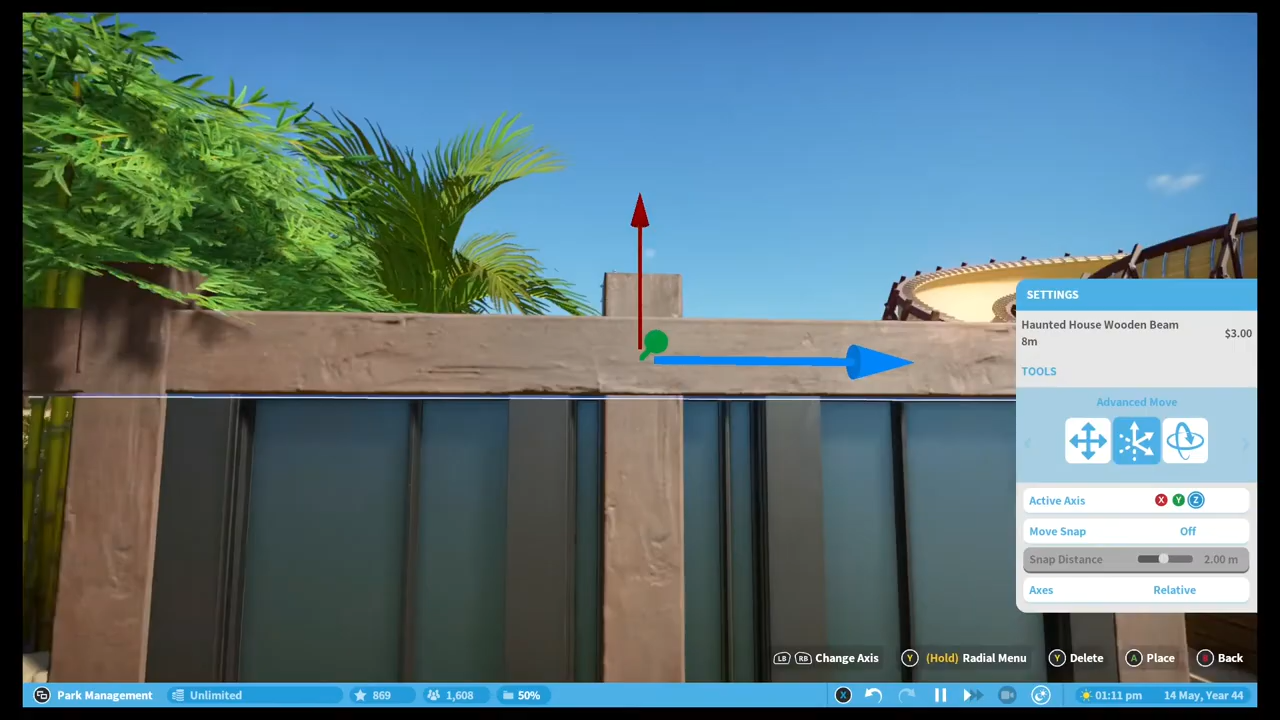 SETTINGS
Haunted House Wooden Beam
8m
$3.00
TOOLS
Advanced Move
Active Axis X Y Z
Move Snap Off
Snap Distance 2.00 m
Axes Relative
LB RB Change Axis Y (Hold) Radial Menu Y Delete A Place B Back
Park Management Unlimited 869 1,608 50% X 01:11 pm 14 May, Year 44